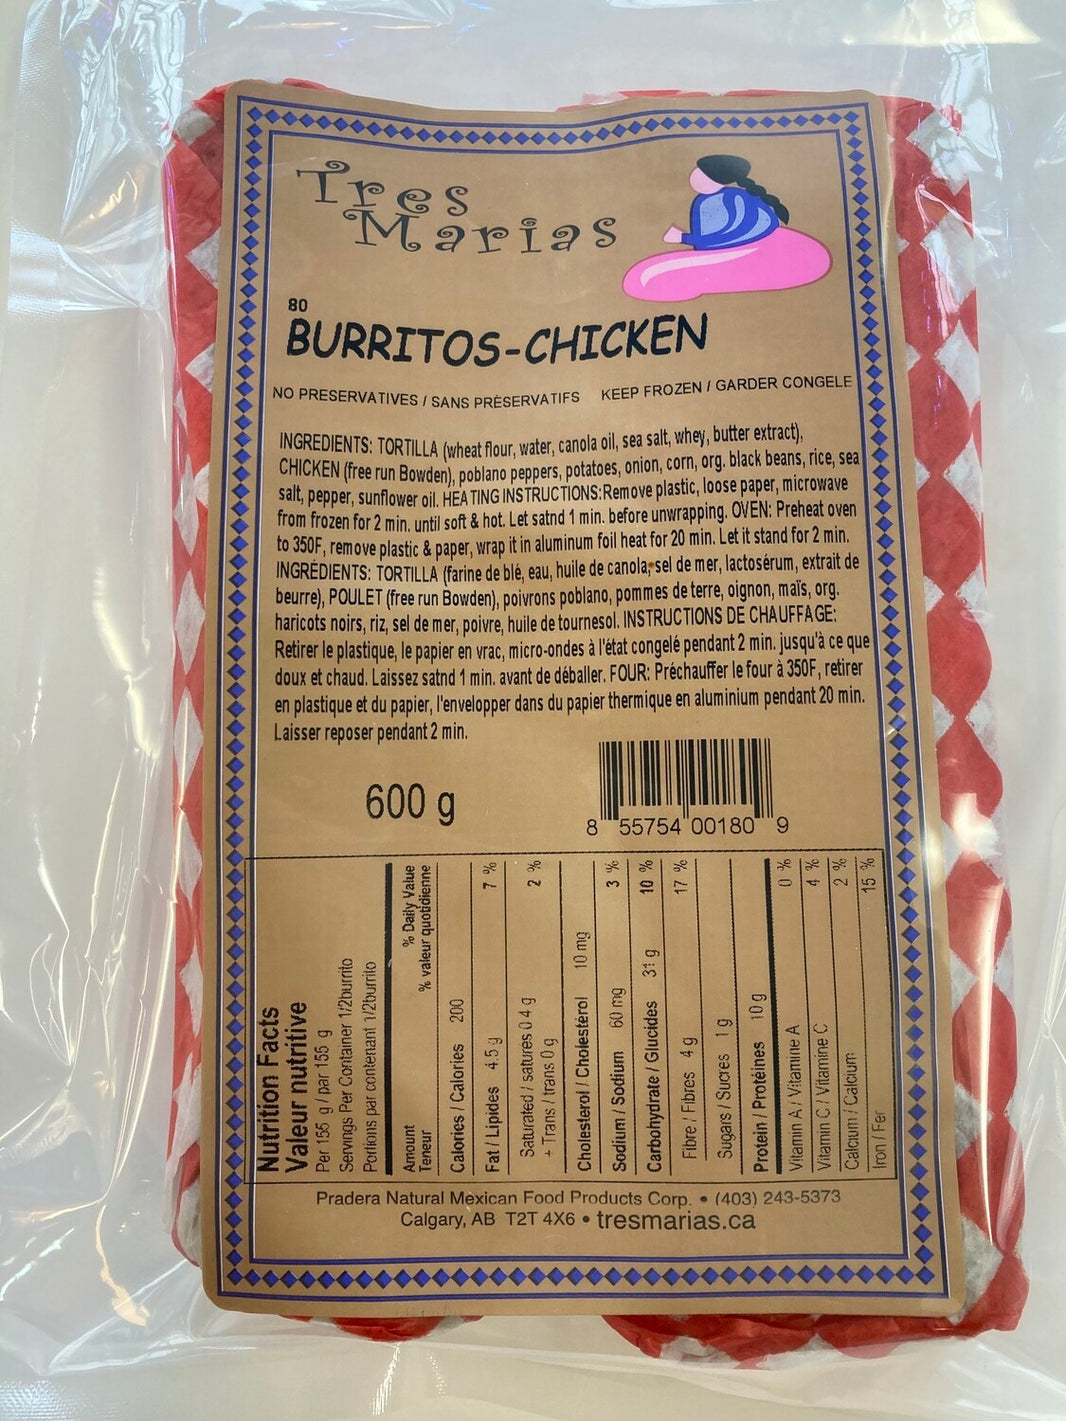 Tres
Marias
80
BURRITOS-CHICKEN
NO PRESERVATIVES / SANS PRÉSERVATIFS KEEP FROZEN / GARDER CONGELE
INGREDIENTS: TORTILLA (wheat flour, water, canola oil, sea salt, whey, butter extract),
CHICKEN (free run Bowden), poblano peppers, potatoes, onion, corn, org. black beans, rice, sea
salt, pepper, sunflower oil. HEATING INSTRUCTIONS:Remove plastic, loose paper, microwave
from frozen for 2 min. until soft & hot. Let satnd 1 min. before unwrapping. OVEN: Preheat oven
to 350F, remove plastic & paper, wrap it in aluminum foil heat for 20 min. Let it stand for 2 min.
INGRÉDIENTS: TORTILLA (farine de blé, eau, huile de canola, sel de mer, lactosérum, extrait de
beurre), POULET (free run Bowden), poivrons poblano, pommes de terre, oignon, maïs, org.
haricots noirs, riz, sel de mer, poivre, huile de tournesol. INSTRUCTIONS DE CHAUFFAGE:
Retirer le plastique, le papier en vrac, micro-ondes à l'état congelé pendant 2 min. jusqu'à ce que
doux et chaud. Laissez satnd 1 min. avant de déballer. FOUR: Préchauffer le four à 350F, retirer
en plastique et du papier, l'envelopper dans du papier thermique en aluminium pendant 20 min.
Laisser reposer pendant 2 min.
600 g
8 55754 00180 9
Nutrition Facts
Valeur nutritive
Per 155 g / par 155 g
Servings Per Container 1/2burrito
Portions par contenant 1/2burrito
Amount % Daily Value
Teneur % valeur quotidienne
Calories / Calories 200
Fat / Lipides 4.5 g 7 %
Saturated / satures 0 4 g 2 %
+ Trans / trans 0 g
Cholesterol / Cholestérol 10 mg
Sodium / Sodium 60 mg 3 %
Carbohydrate / Glucides 31 g 10 %
Fibre / Fibres 4 g 17 %
Sugars / Sucres 1 g
Protein / Protéines 10 g
Vitamin A / Vitamine A 0 %
Vitamin C / Vitamine C 4 %
Calcium / Calcium 2 %
Iron / Fer 15 %
Pradera Natural Mexican Food Products Corp. • (403) 243-5373
Calgary, AB T2T 4X6 • tresmarias.ca